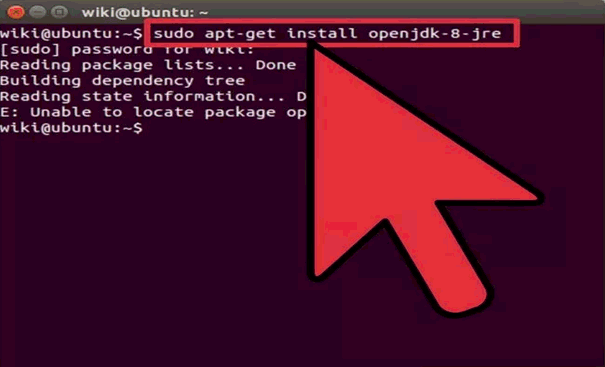 wiki@ubuntu: ~
wiki@ubuntu:~$ sudo apt-get install openjdk-8-jre
[sudo] password for wiki:
Reading package lists... Done
Building dependency tree
Reading state information... D
E: Unable to locate package op
wiki@ubuntu:~$